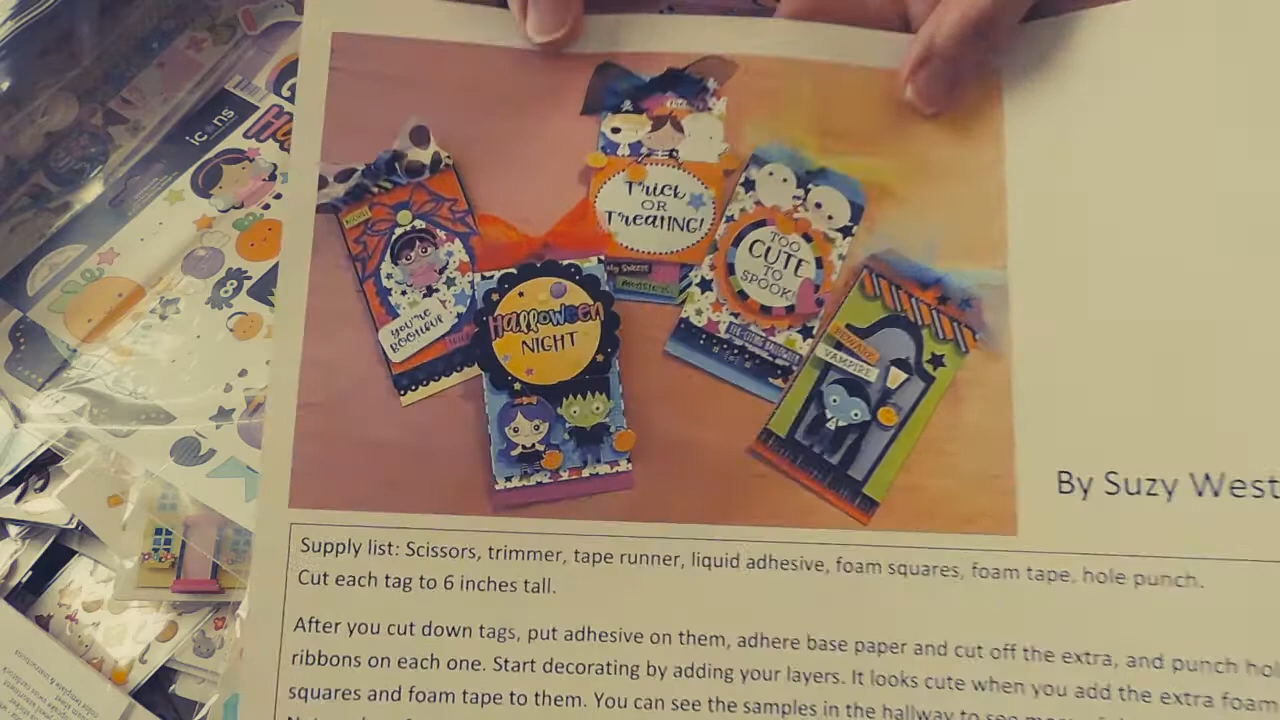 icons
TRICK
OR
TREATING!
TOO
CUTE
TO
SPOOK!
YOU'RE
BOOTIFUL
Halloween
NIGHT
BEWARE
VAMPIRE
By Suzy West
Supply list: Scissors, trimmer, tape runner, liquid adhesive, foam squares, foam tape, hole punch.
Cut each tag to 6 inches tall.
After you cut down tags, put adhesive on them, adhere base paper and cut off the extra, and punch hol
ribbons on each one. Start decorating by adding your layers. It looks cute when you add the extra foam
squares and foam tape to them. You can see the samples in the hallway to see